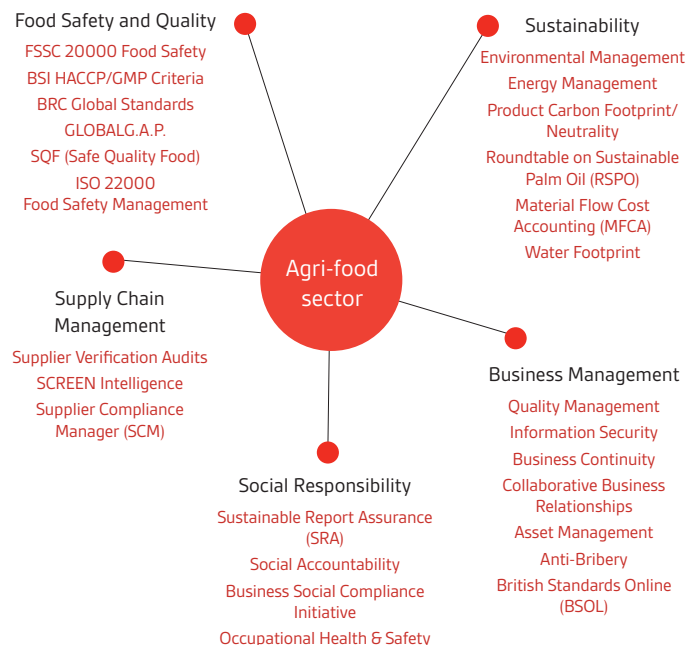 Food Safety and Quality
FSSC 20000 Food Safety
BSI HACCP/GMP Criteria
BRC Global Standards
GLOBALG.A.P.
SQF (Safe Quality Food)
ISO 22000
Food Safety Management
Sustainability
Environmental Management
Energy Management
Product Carbon Footprint/
Neutrality
Roundtable on Sustainable
Palm Oil (RSPO)
Material Flow Cost
Accounting (MFCA)
Water Footprint
Agri-food
sector
Supply Chain
Management
Supplier Verification Audits
SCREEN Intelligence
Supplier Compliance
Manager (SCM)
Business Management
Quality Management
Information Security
Business Continuity
Collaborative Business
Relationships
Asset Management
Anti-Bribery
British Standards Online
(BSOL)
Social Responsibility
Sustainable Report Assurance
(SRA)
Social Accountability
Business Social Compliance
Initiative
Occupational Health & Safety